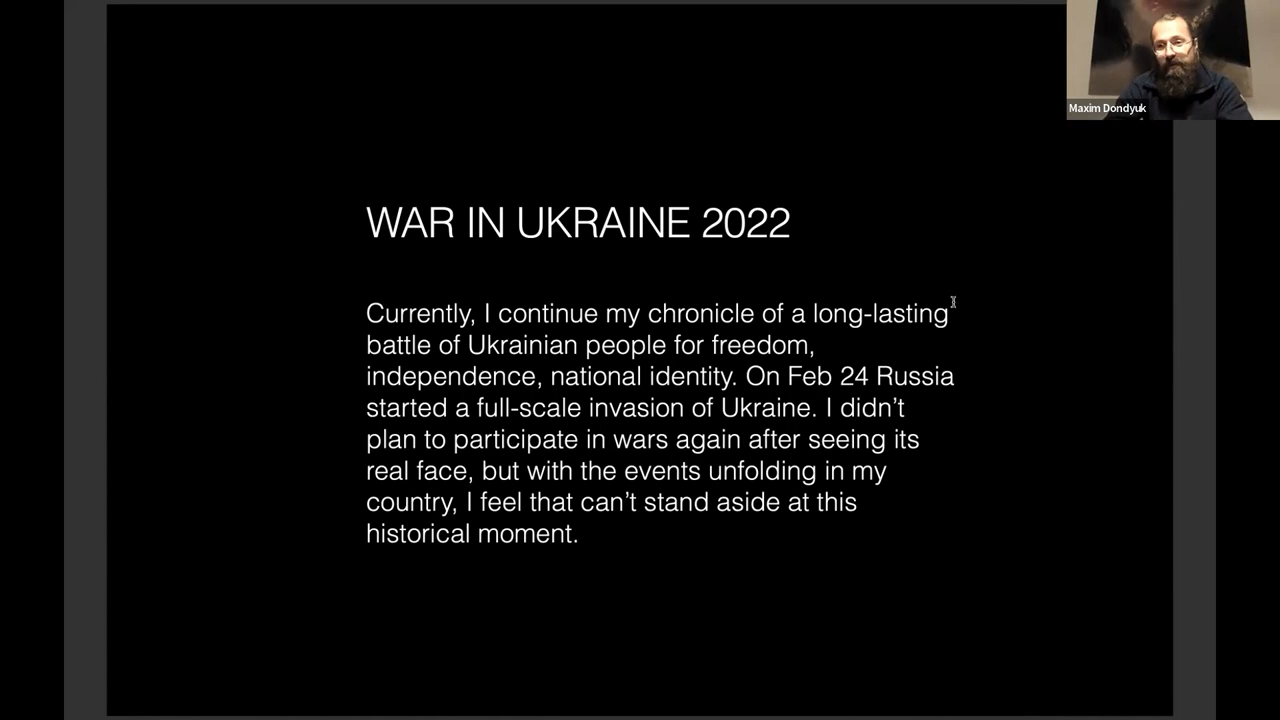 Maxim Dondyuk
WAR IN UKRAINE 2022
Currently, I continue my chronicle of a long-lasting
battle of Ukrainian people for freedom,
independence, national identity. On Feb 24 Russia
started a full-scale invasion of Ukraine. I didn’t
plan to participate in wars again after seeing its
real face, but with the events unfolding in my
country, I feel that can’t stand aside at this
historical moment.